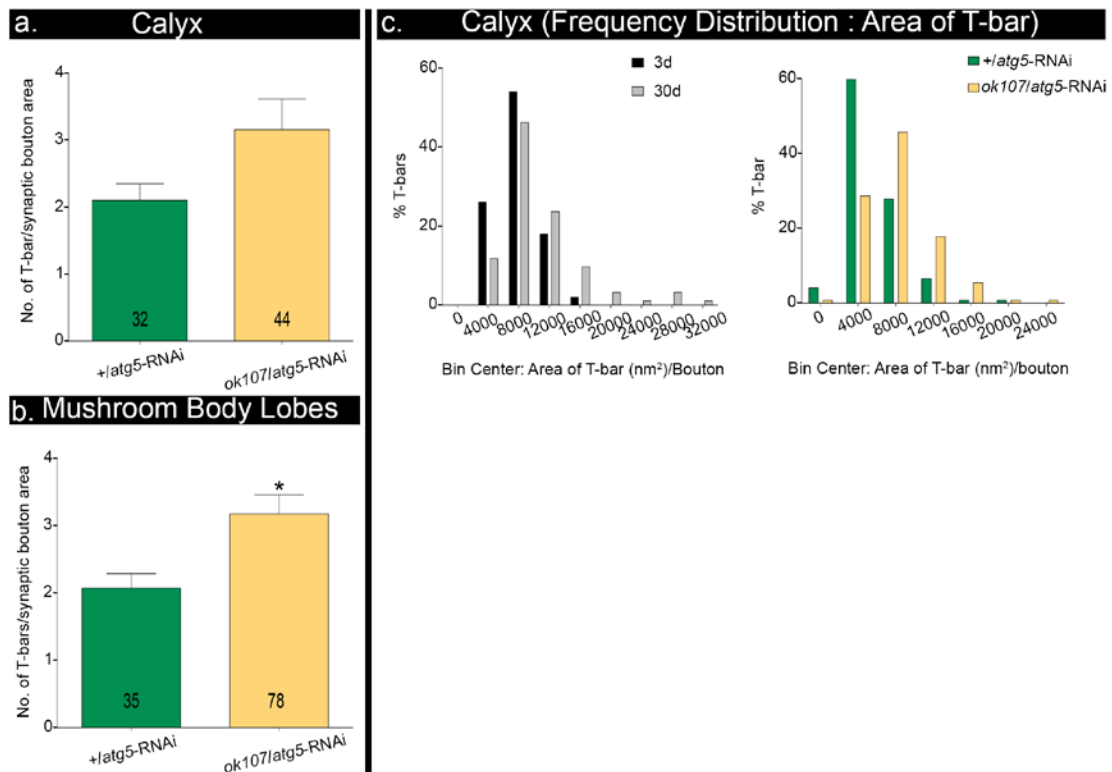 a. Calyx
No. of T-bar/synaptic bouton area
4
3
2
1
0
32
44
+/atg5-RNAi
ok107/atg5-RNAi
b. Mushroom Body Lobes
No. of T-bars/synaptic bouton area
4
3
2
1
0
*
35
78
+/atg5-RNAi
ok107/atg5-RNAi
c. Calyx (Frequency Distribution : Area of T-bar)
3d
30d
% T-bars
60
40
20
0
0 4000 8000 12000 16000 20000 24000 28000 32000
Bin Center: Area of T-bar (nm²)/Bouton
+/atg5-RNAi
ok107/atg5-RNAi
% T-bar
60
40
20
0
0 4000 8000 12000 16000 20000 24000
Bin Center: Area of T-bar (nm²)/bouton